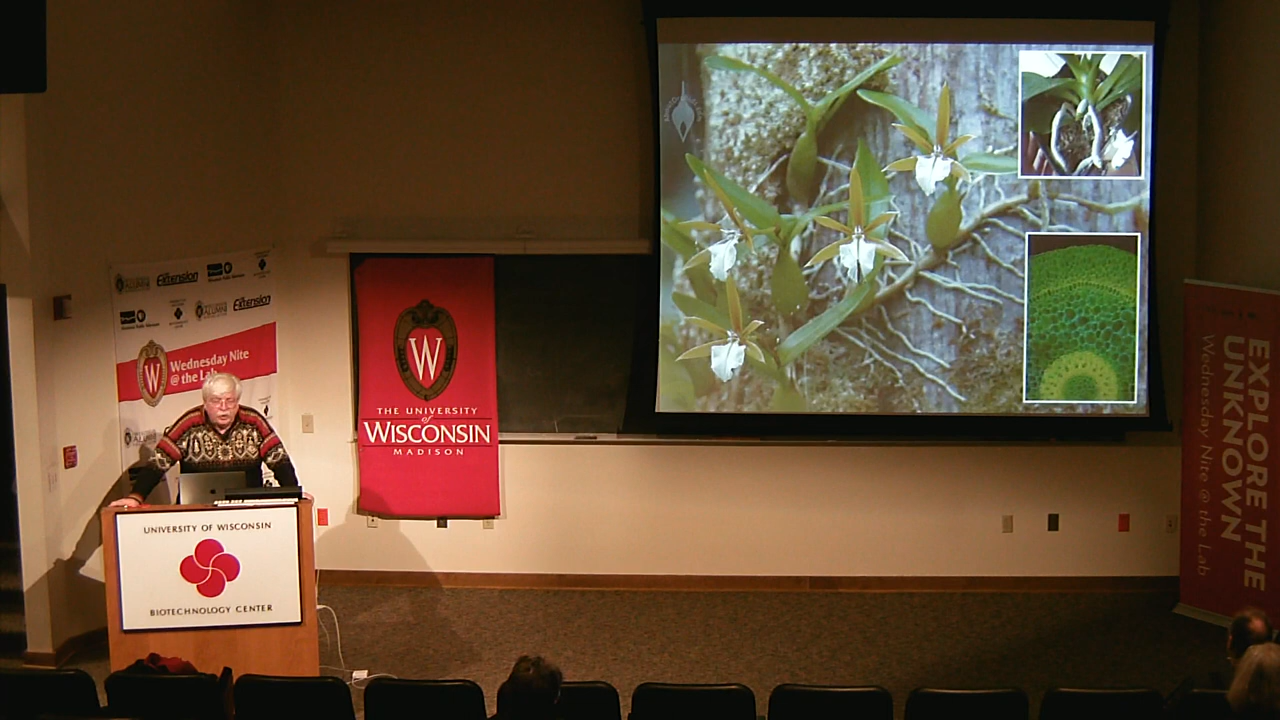 Extension
Extension
Wednesday Nite
@ the Lab
W
THE UNIVERSITY
of
WISCONSIN
MADISON
UNIVERSITY OF WISCONSIN
BIOTECHNOLOGY CENTER
EXPLORE THE
UNKNOWN
Wednesday Nite @ the Lab